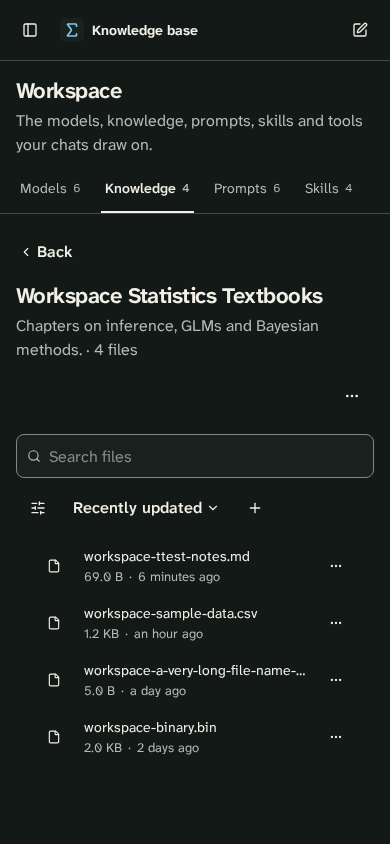 Knowledge base
Workspace
The models, knowledge, prompts, skills and tools
your chats draw on.
Models 6 Knowledge 4 Prompts 6 Skills 4
Back
Workspace Statistics Textbooks
Chapters on inference, GLMs and Bayesian
methods. · 4 files
Search files
Recently updated
workspace-ttest-notes.md
69.0 B · 6 minutes ago
workspace-sample-data.csv
1.2 KB · an hour ago
workspace-a-very-long-file-name-...
5.0 B · a day ago
workspace-binary.bin
2.0 KB · 2 days ago